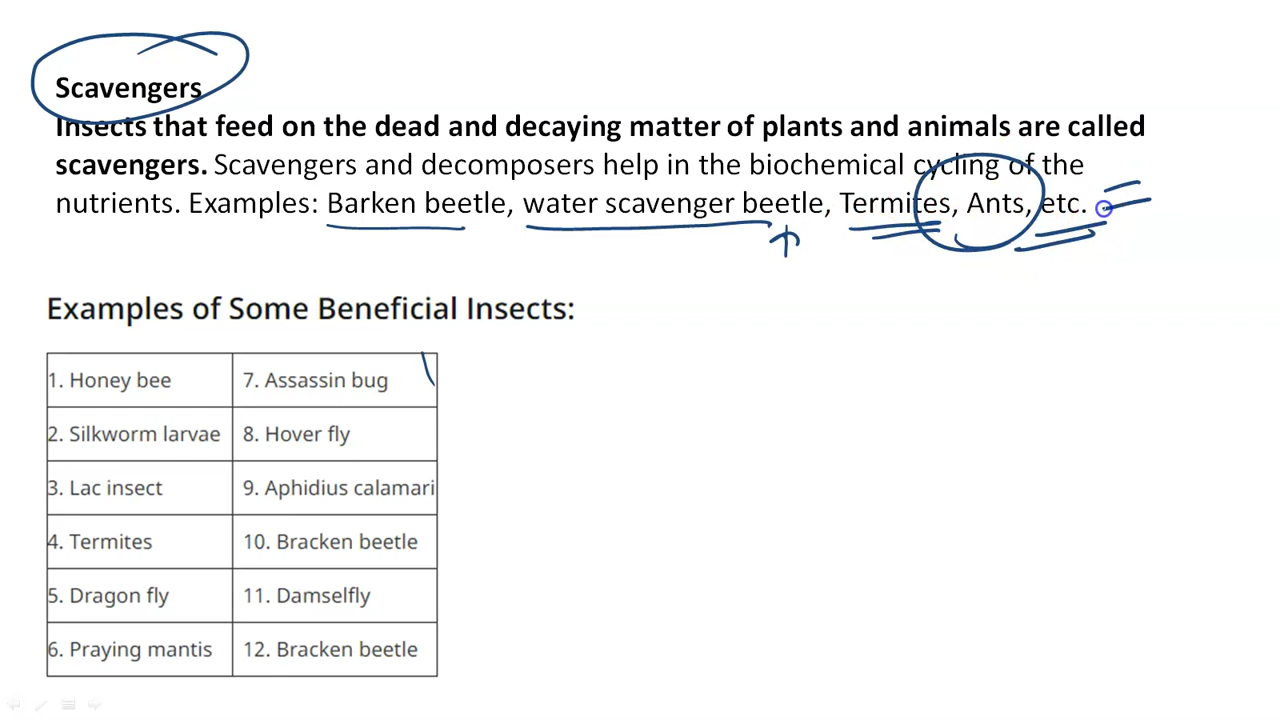 Scavengers
Insects that feed on the dead and decaying matter of plants and animals are called
scavengers. Scavengers and decomposers help in the biochemical cycling of the
nutrients. Examples: Barken beetle, water scavenger beetle, Termites, Ants, etc.
Examples of Some Beneficial Insects:
1. Honey bee 7. Assassin bug
2. Silkworm larvae 8. Hover fly
3. Lac insect 9. Aphidius calamari
4. Termites 10. Bracken beetle
5. Dragon fly 11. Damselfly
6. Praying mantis 12. Bracken beetle